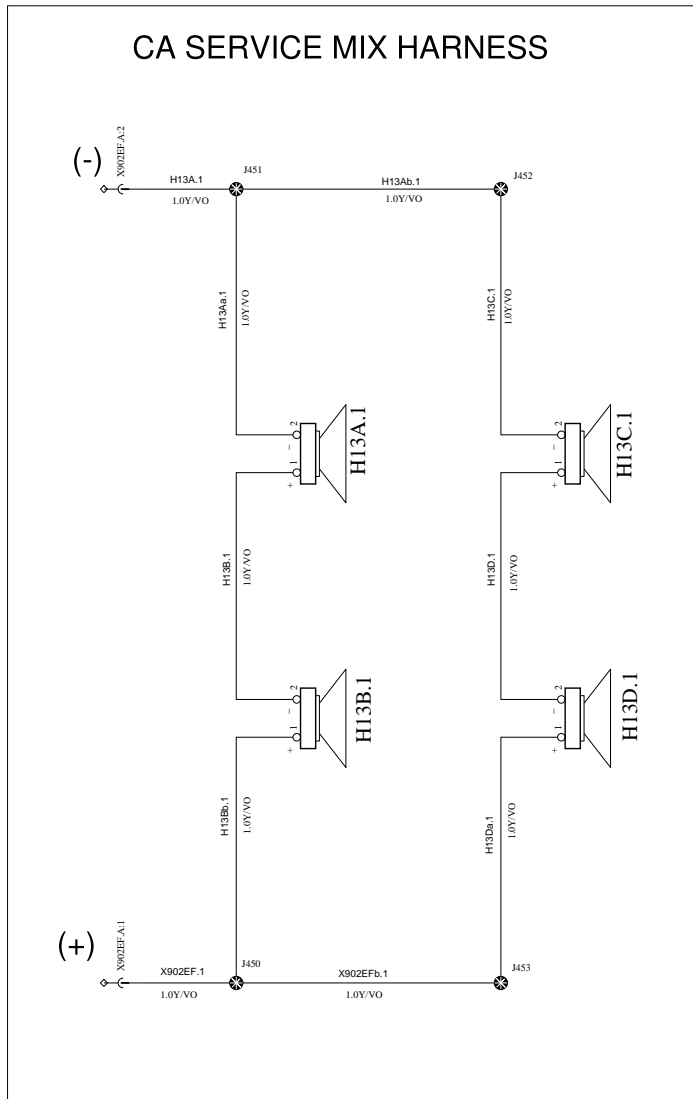 CA SERVICE MIX HARNESS
(-)
X902EF.A:2
H13A.1
1.0Y/VO
J451
H13Ab.1
1.0Y/VO
J452
H13Aa.1
1.0Y/VO
H13C.1
1.0Y/VO
2
−
1
+
H13A.1
2
−
1
+
H13C.1
H13B.1
1.0Y/VO
H13D.1
1.0Y/VO
2
−
1
+
H13B.1
2
−
1
+
H13D.1
H13Bb.1
1.0Y/VO
H13Da.1
1.0Y/VO
(+)
X902EF.A:1
X902EF.1
1.0Y/VO
J450
X902EFb.1
1.0Y/VO
J453